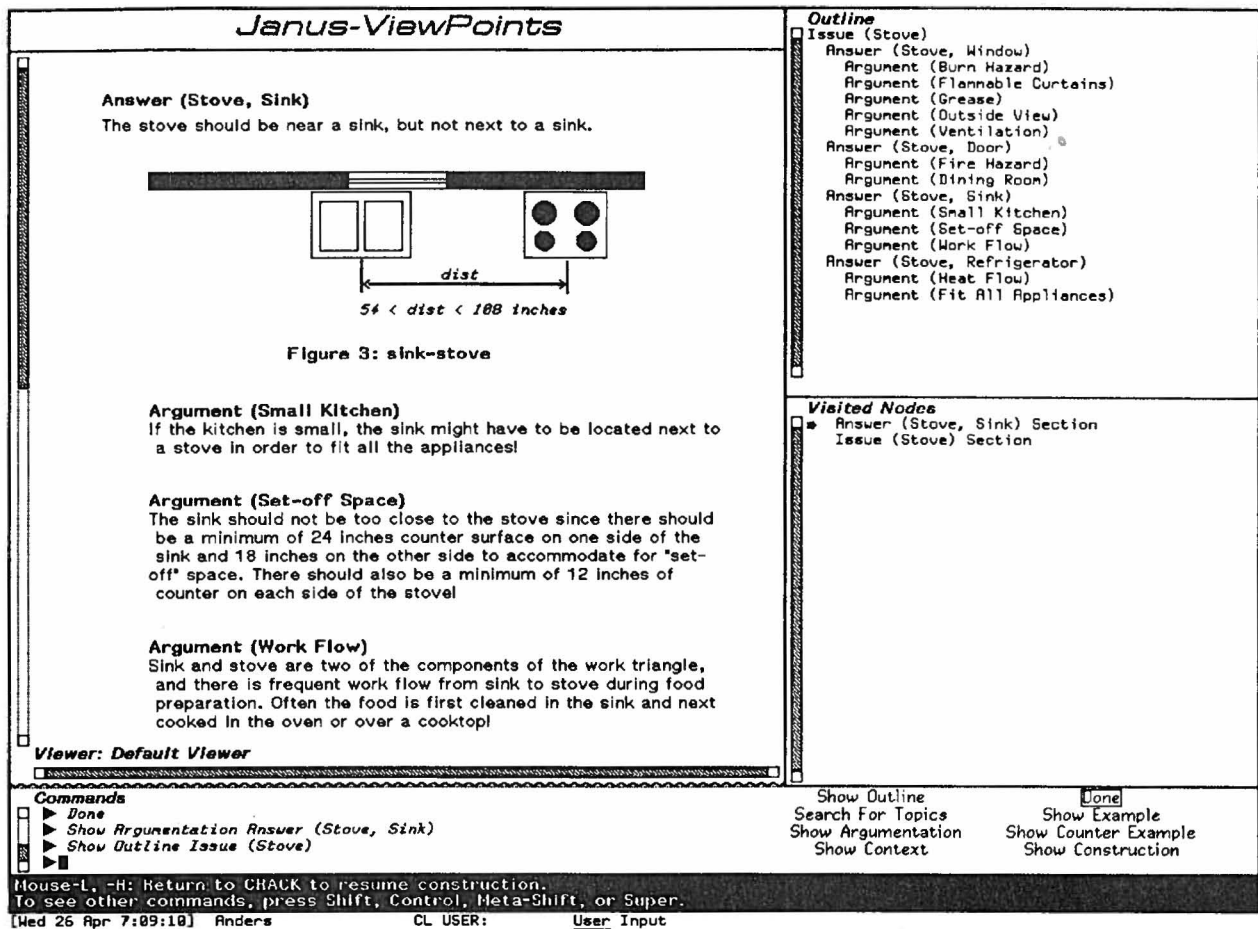 Janus-ViewPoints
Answer (Stove, Sink)
The stove should be near a sink, but not next to a sink.
dist
54 < dist < 108 inches
Figure 3: sink-stove
Argument (Small Kitchen)
If the kitchen is small, the sink might have to be located next to
a stove in order to fit all the appliances!
Argument (Set-off Space)
The sink should not be too close to the stove since there should
be a minimum of 24 inches counter surface on one side of the
sink and 18 inches on the other side to accommodate for "set-
off" space. There should also be a minimum of 12 inches of
counter on each side of the stove!
Argument (Work Flow)
Sink and stove are two of the components of the work triangle,
and there is frequent work flow from sink to stove during food
preparation. Often the food is first cleaned in the sink and next
cooked in the oven or over a cooktop!
Viewer: Default Viewer
Outline
Issue (Stove)
Answer (Stove, Window)
Argument (Burn Hazard)
Argument (Flammable Curtains)
Argument (Grease)
Argument (Outside View)
Argument (Ventilation)
Answer (Stove, Door)
Argument (Fire Hazard)
Argument (Dining Room)
Answer (Stove, Sink)
Argument (Small Kitchen)
Argument (Set-off Space)
Argument (Work Flow)
Answer (Stove, Refrigerator)
Argument (Heat Flow)
Argument (Fit All Appliances)
Visited Nodes
Answer (Stove, Sink) Section
Issue (Stove) Section
Commands
Done
Show Argumentation Answer (Stove, Sink)
Show Outline Issue (Stove)
Show Outline Done
Search For Topics Show Example
Show Argumentation Show Counter Example
Show Context Show Construction
Mouse-L, -M: Return to CRACK to resume construction.
To see other commands, press Shift, Control, Meta-Shift, or Super.
[Wed 26 Apr 7:09:10] Anders CL USER: User Input